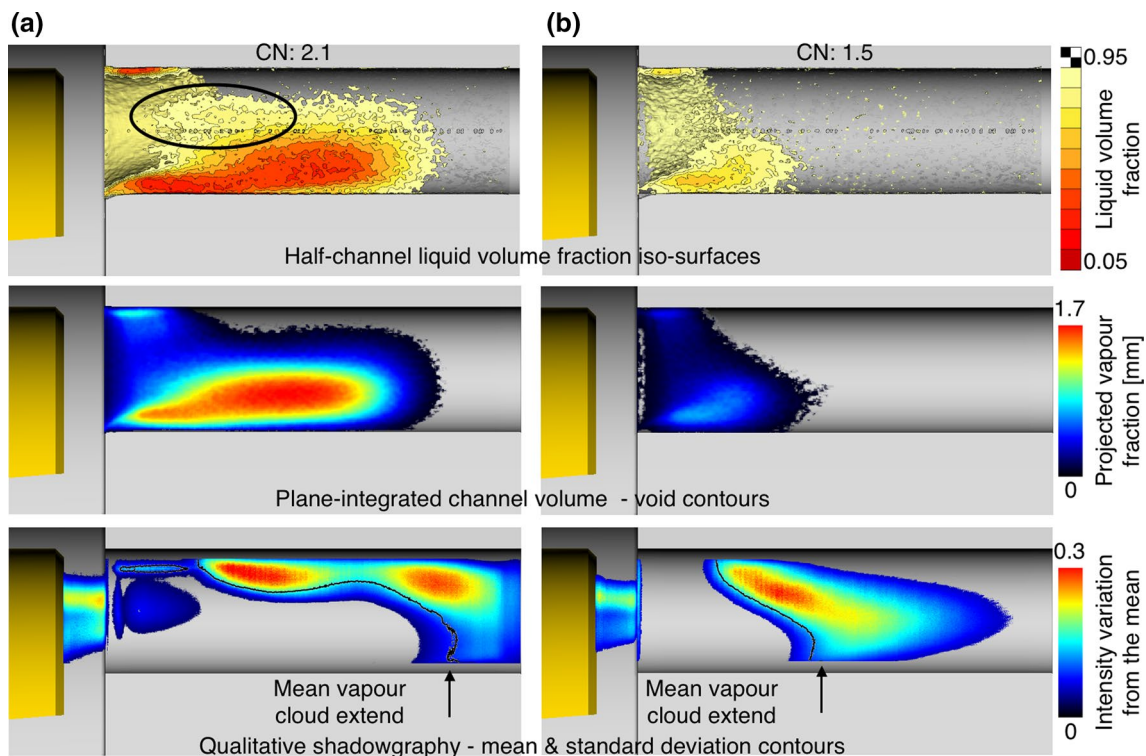 (a)
(b)
CN: 2.1
CN: 1.5
0.95
Liquid volume
fraction
0.05
Half-channel liquid volume fraction iso-surfaces
1.7
Projected vapour
fraction [mm]
0
Plane-integrated channel volume - void contours
0.3
Intensity variation
from the mean
0
Mean vapour
cloud extend
Mean vapour
cloud extend
Qualitative shadowgraphy - mean & standard deviation contours